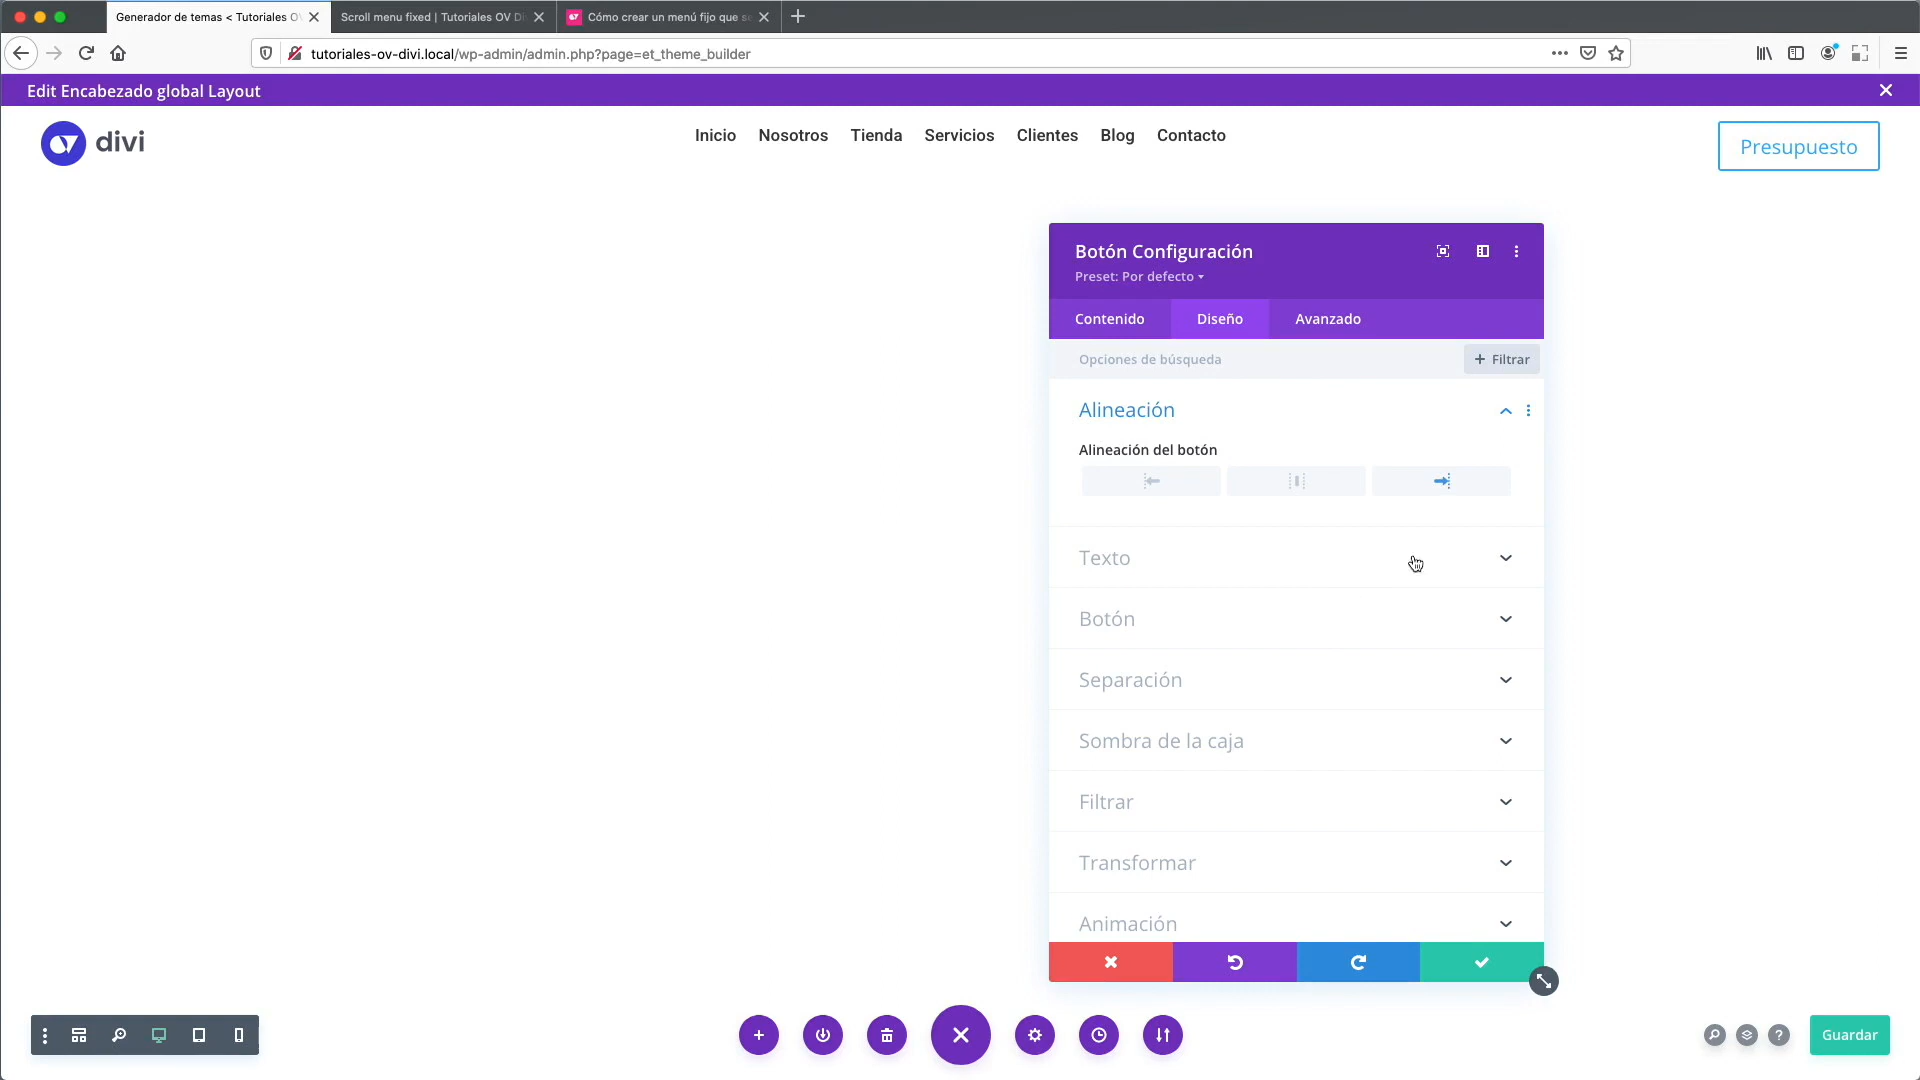 Generador de temas < Tutoriales O
Scroll menu fixed | Tutoriales OV D
Cómo crear un menú fijo que se
tutoriales-ov-divi.local/wp-admin/admin.php?page=et_theme_builder
Edit Encabezado global Layout
divi
Inicio Nosotros Tienda Servicios Clientes Blog Contacto
Presupuesto
Botón Configuración
Preset: Por defecto
Contenido Diseño Avanzado
Opciones de búsqueda
+ Filtrar
Alineación
Alineación del botón
Texto
Botón
Separación
Sombra de la caja
Filtrar
Transformar
Animación
Guardar